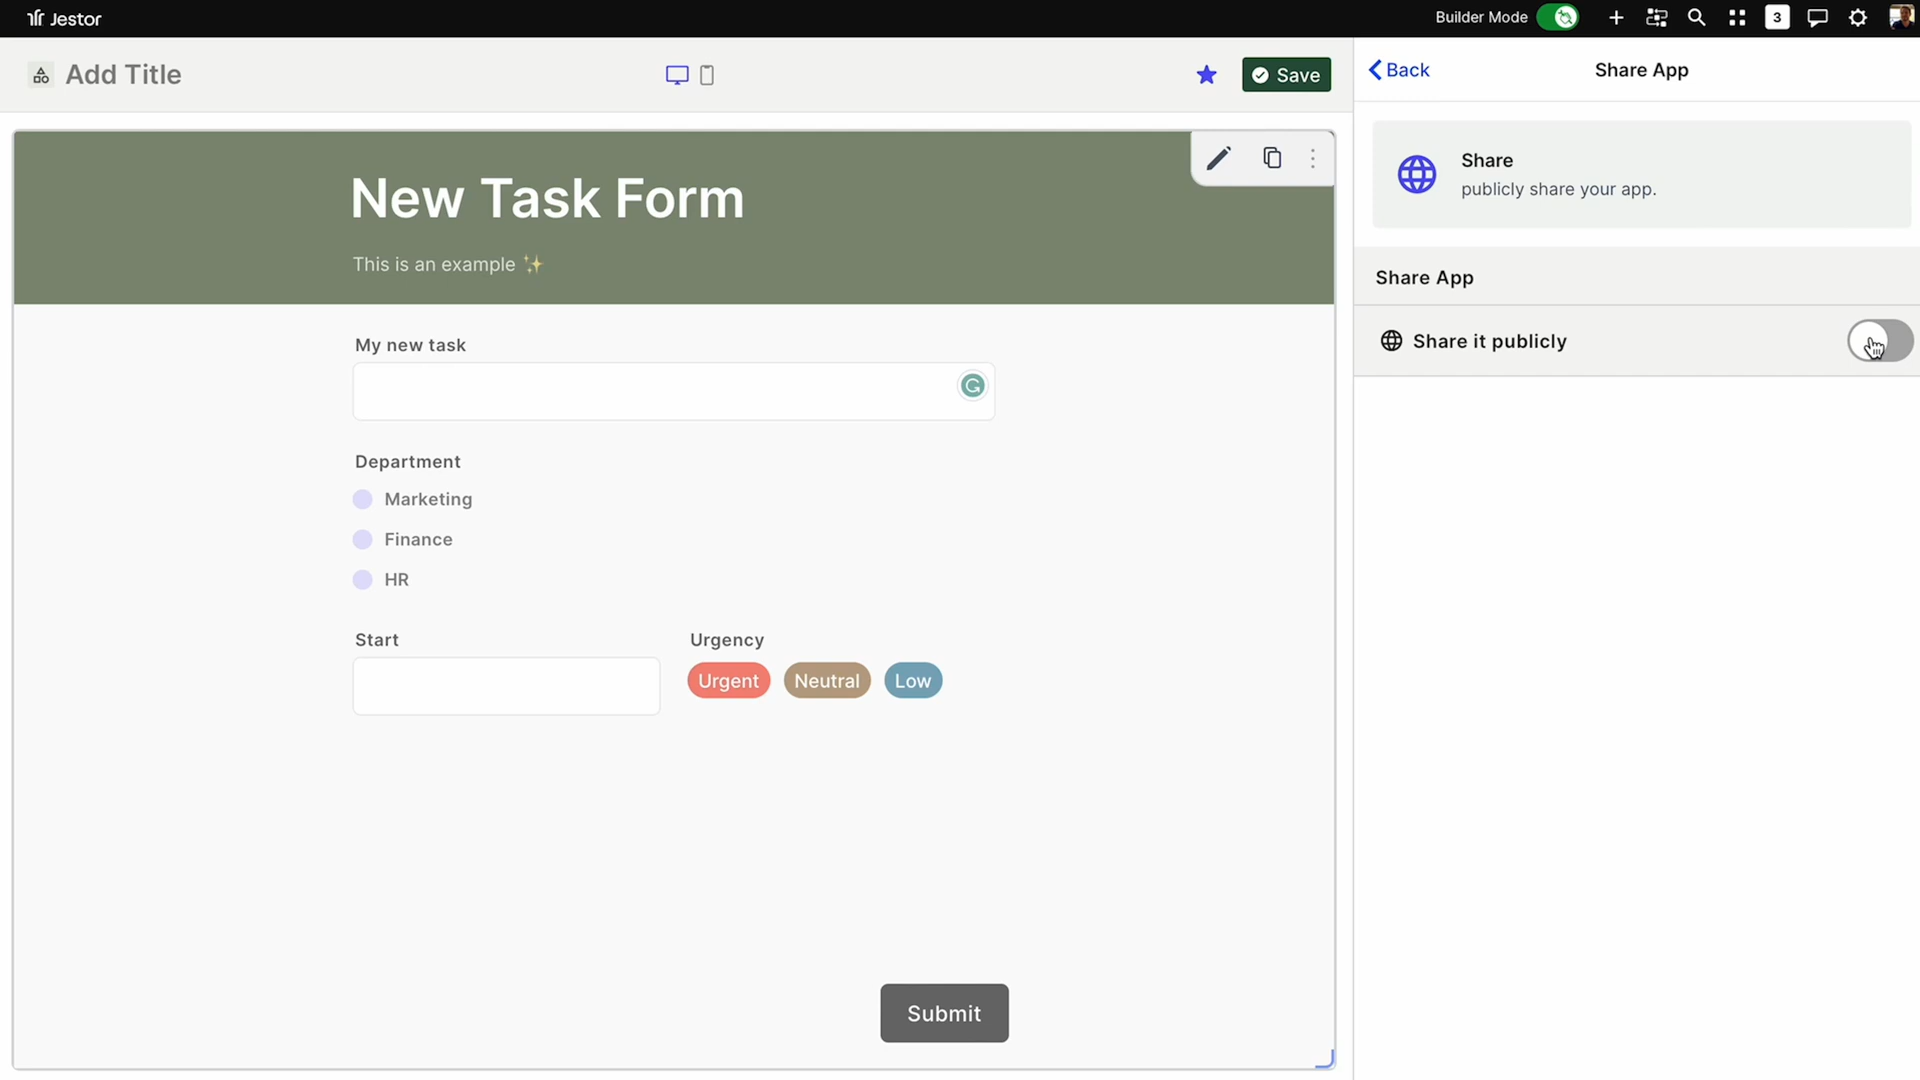 Jestor
Builder Mode
3
Add Title
Save
Back
Share App
New Task Form
This is an example ✨
My new task
Department
Marketing
Finance
HR
Start
Urgency
Urgent
Neutral
Low
Submit
Share
publicly share your app.
Share App
Share it publicly